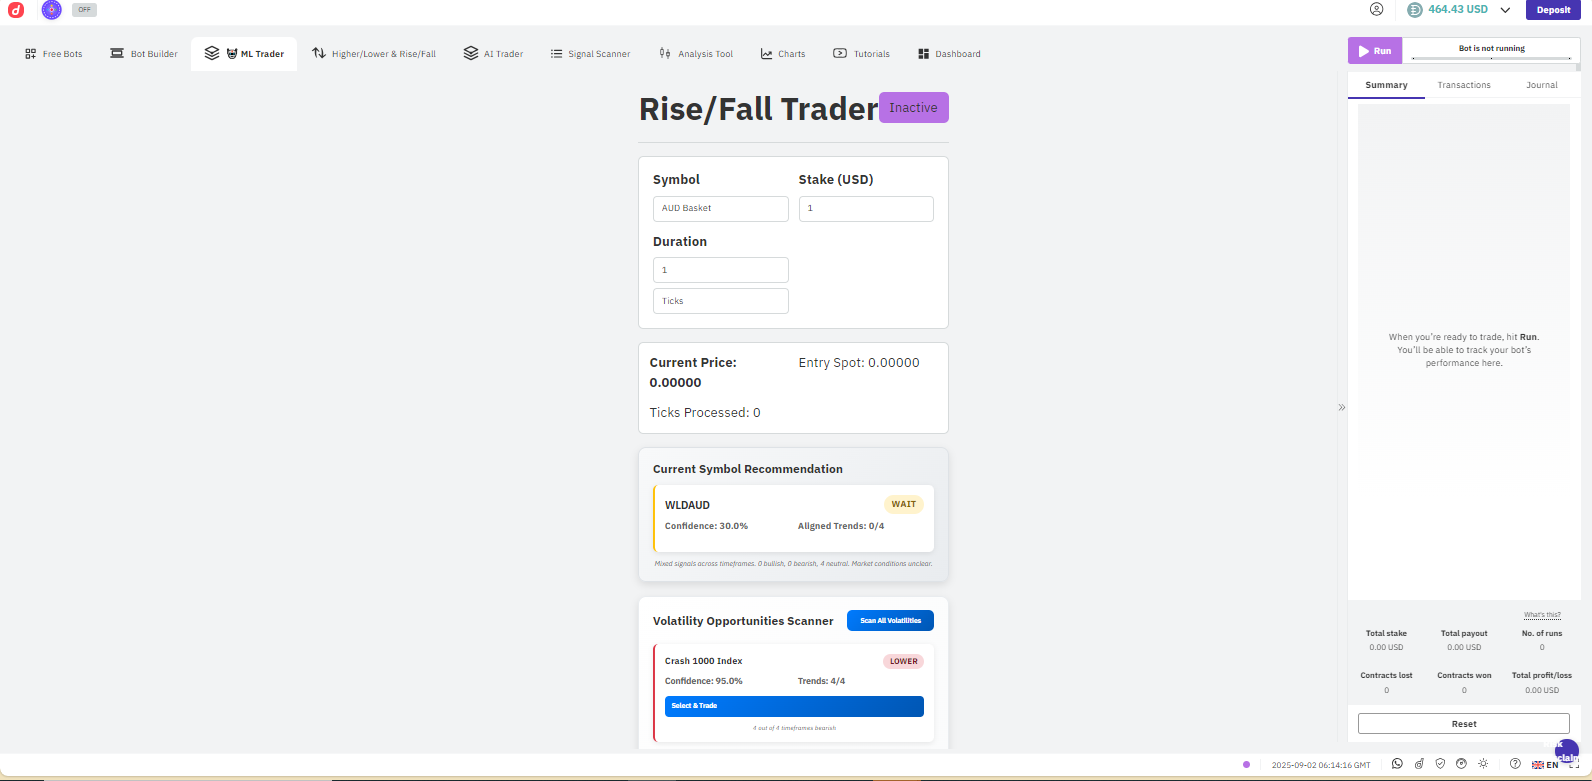 OFF
464.43 USD
Deposit
Free Bots
Bot Builder
ML Trader
Higher/Lower & Rise/Fall
AI Trader
Signal Scanner
Analysis Tool
Charts
Tutorials
Dashboard
Run
Bot is not running
Summary
Transactions
Journal
Rise/Fall Trader
Inactive
Symbol
Stake (USD)
AUD Basket
1
Duration
1
Ticks
Current Price:
0.00000
Entry Spot: 0.00000
Ticks Processed: 0
Current Symbol Recommendation
WLDAUD
WAIT
Confidence: 30.0%
Aligned Trends: 0/4
Mixed signals across timeframes. 0 bullish, 0 bearish, 4 neutral. Market conditions unclear.
Volatility Opportunities Scanner
Scan All Volatilities
Crash 1000 Index
LOWER
Confidence: 95.0%
Trends: 4/4
Select & Trade
4 out of 4 timeframes bearish
When you're ready to trade, hit Run.
You'll be able to track your bot's
performance here.
What's this?
Total stake
Total payout
No. of runs
0.00 USD
0.00 USD
0
Contracts lost
Contracts won
Total profit/loss
0
0
0.00 USD
Reset
2025-09-02 06:14:16 GMT
EN